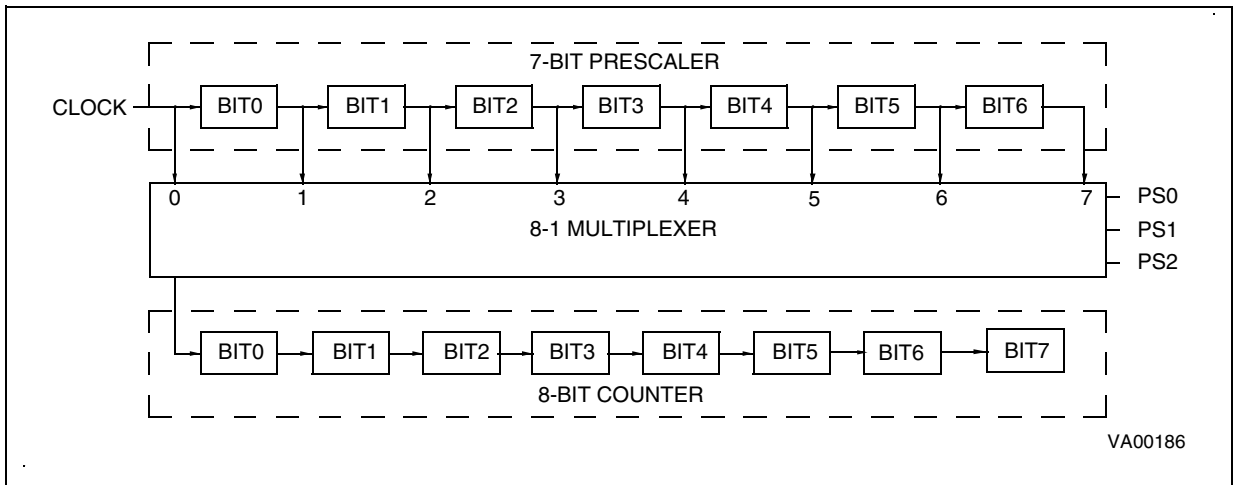 7-BIT PRESCALER
CLOCK BIT0 BIT1 BIT2 BIT3 BIT4 BIT5 BIT6
0 1 2 3 4 5 6 7 PS0
8-1 MULTIPLEXER PS1
PS2
BIT0 BIT1 BIT2 BIT3 BIT4 BIT5 BIT6 BIT7
8-BIT COUNTER
VA00186